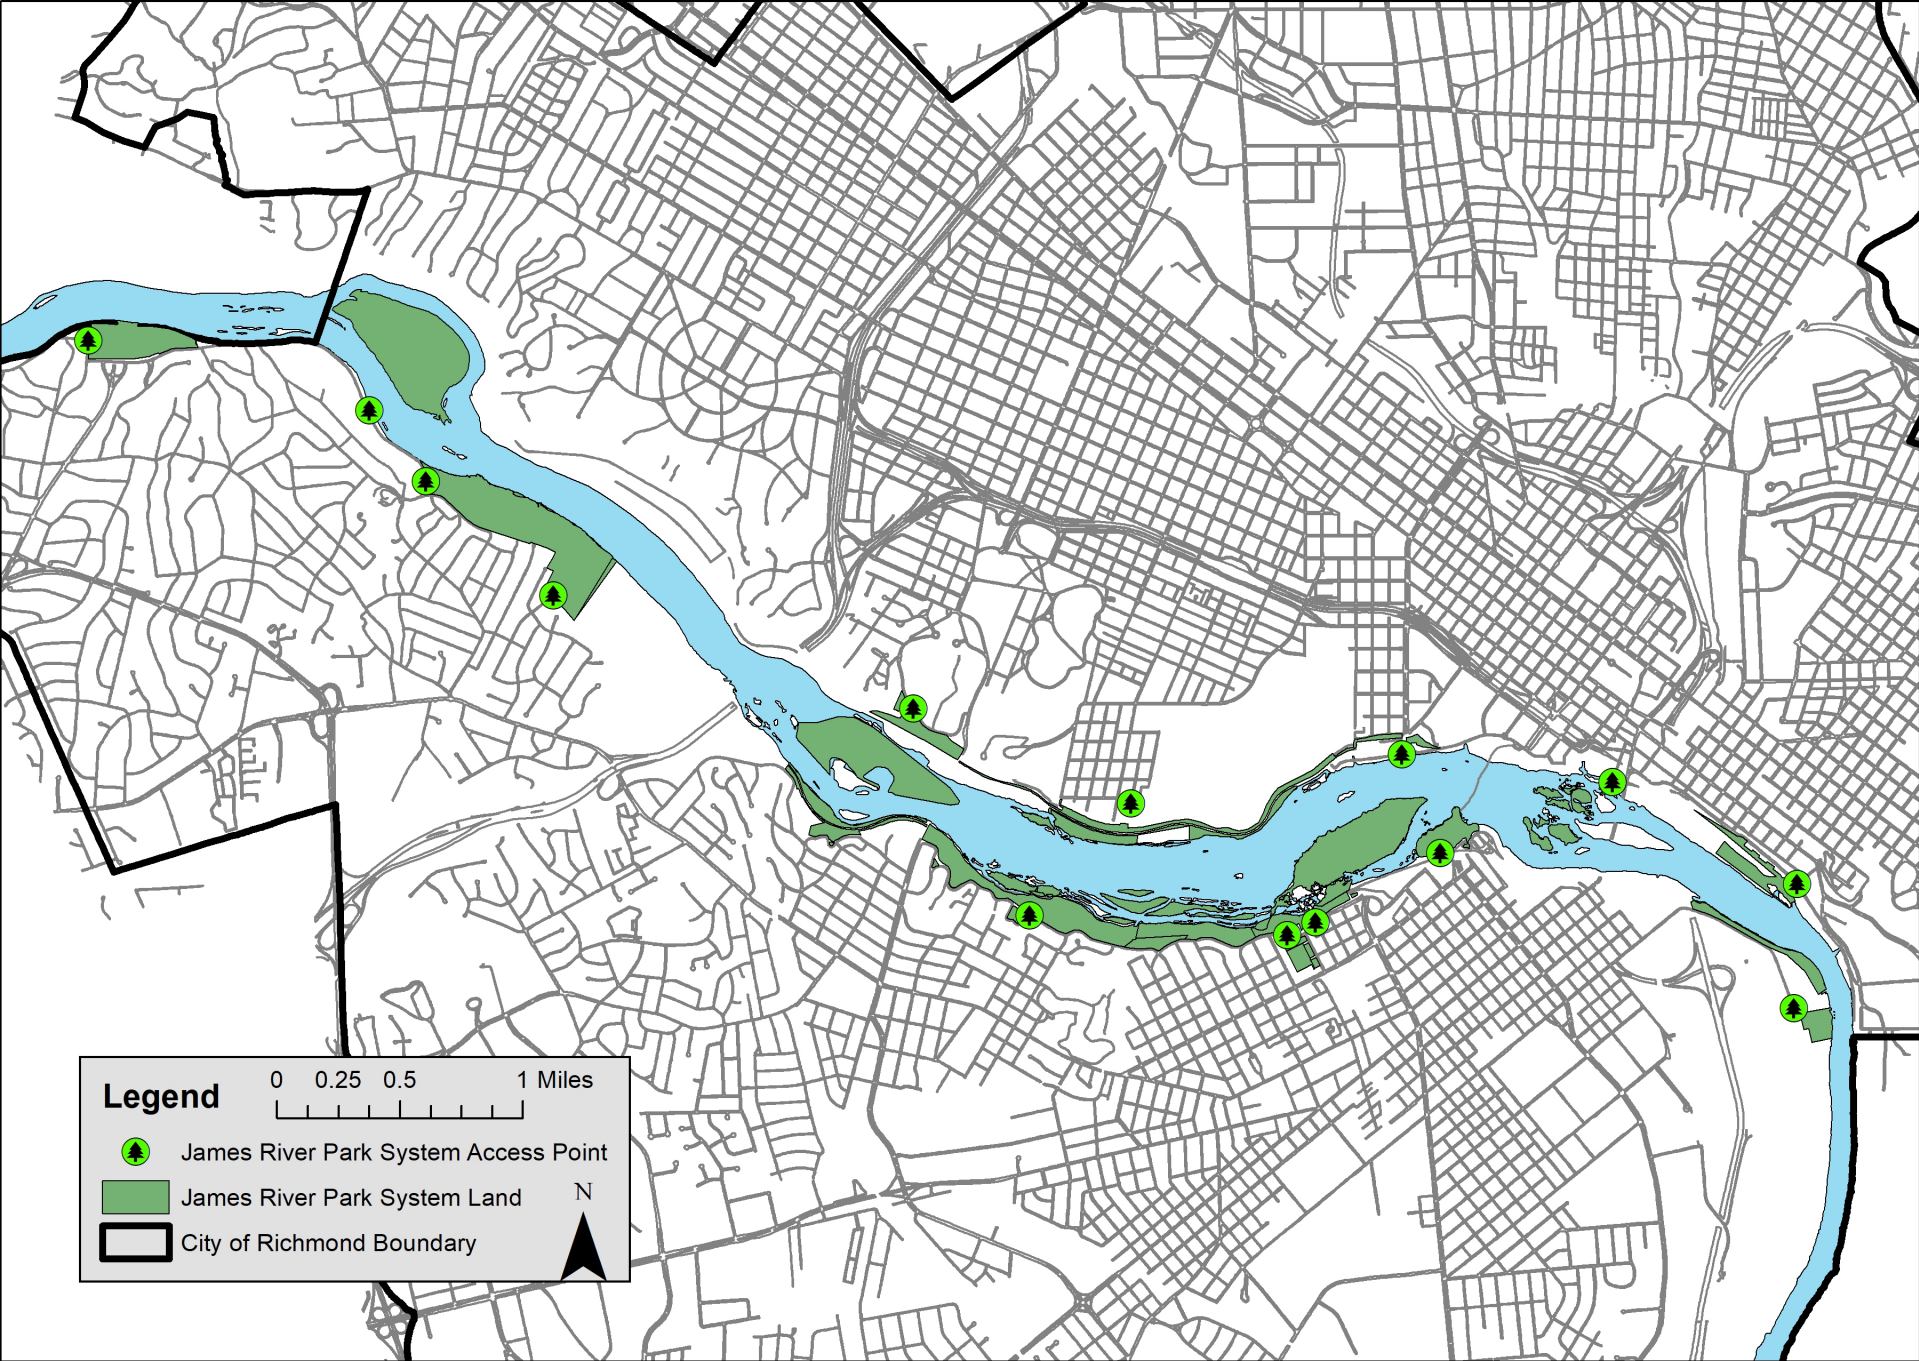 Legend
0 0.25 0.5 1 Miles
James River Park System Access Point
James River Park System Land
N
City of Richmond Boundary